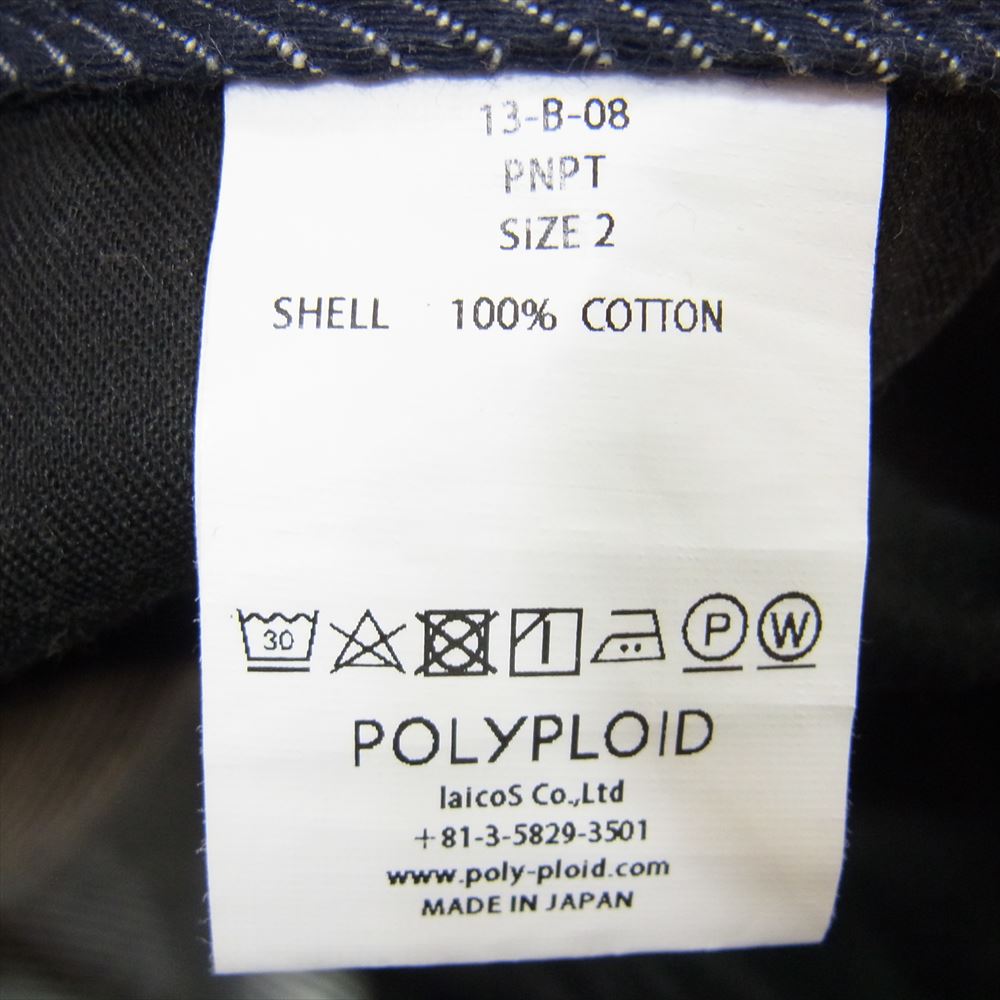 13-B-08
PNPT
SIZE 2
SHELL 100% COTTON
30 P W
POLYPLOID
laicoS Co.,Ltd
+81-3-5829-3501
www.poly-ploid.com
MADE IN JAPAN